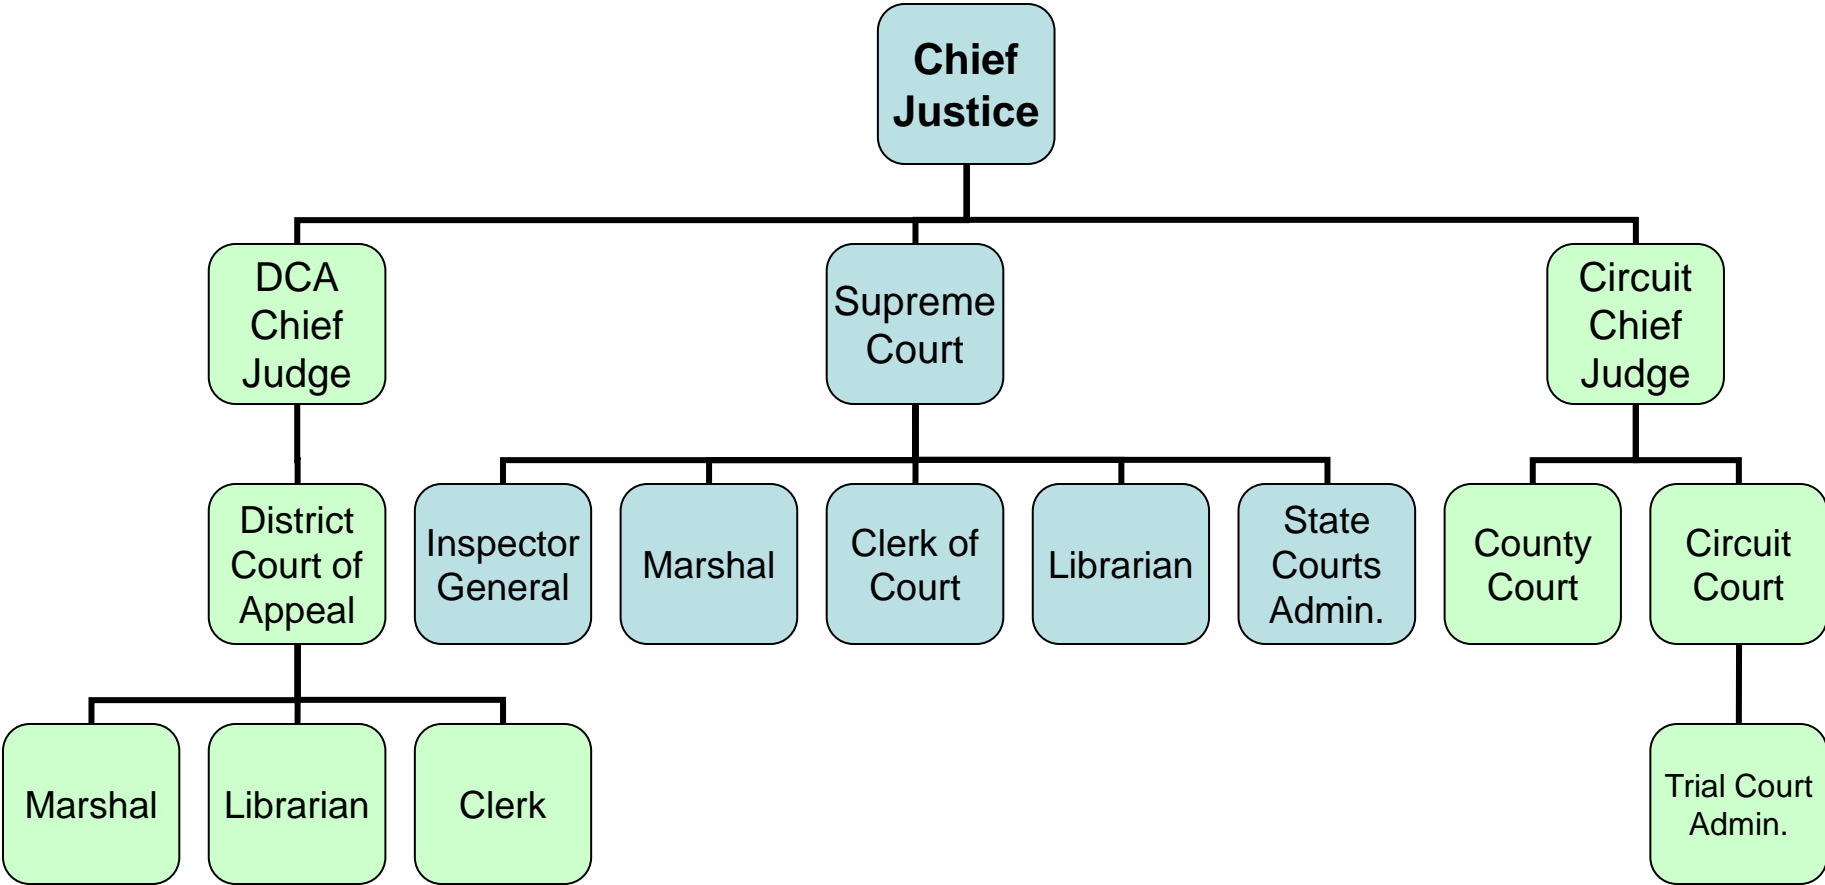 Chief
Justice
DCA
Chief
Judge
Supreme
Court
Circuit
Chief
Judge
District
Court of
Appeal
Inspector
General
Marshal
Clerk of
Court
Librarian
State
Courts
Admin.
County
Court
Circuit
Court
Marshal
Librarian
Clerk
Trial Court
Admin.